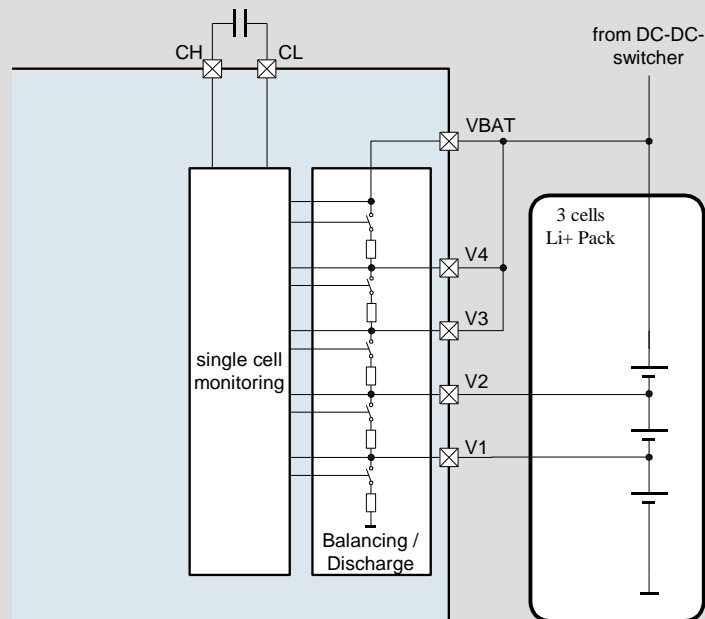 CH
CL
from DC-DC-
switcher
VBAT
3 cells
Li+ Pack
V4
V3
single cell
monitoring
V2
V1
Balancing /
Discharge